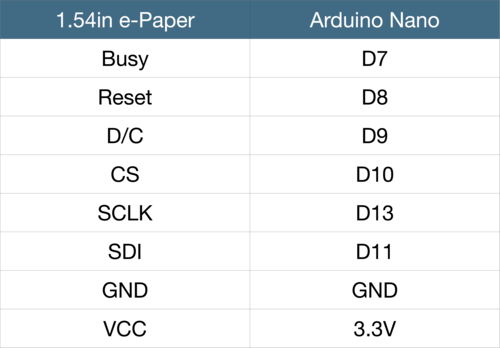 1.54in e-Paper Arduino Nano
Busy D7
Reset D8
D/C D9
CS D10
SCLK D13
SDI D11
GND GND
VCC 3.3V